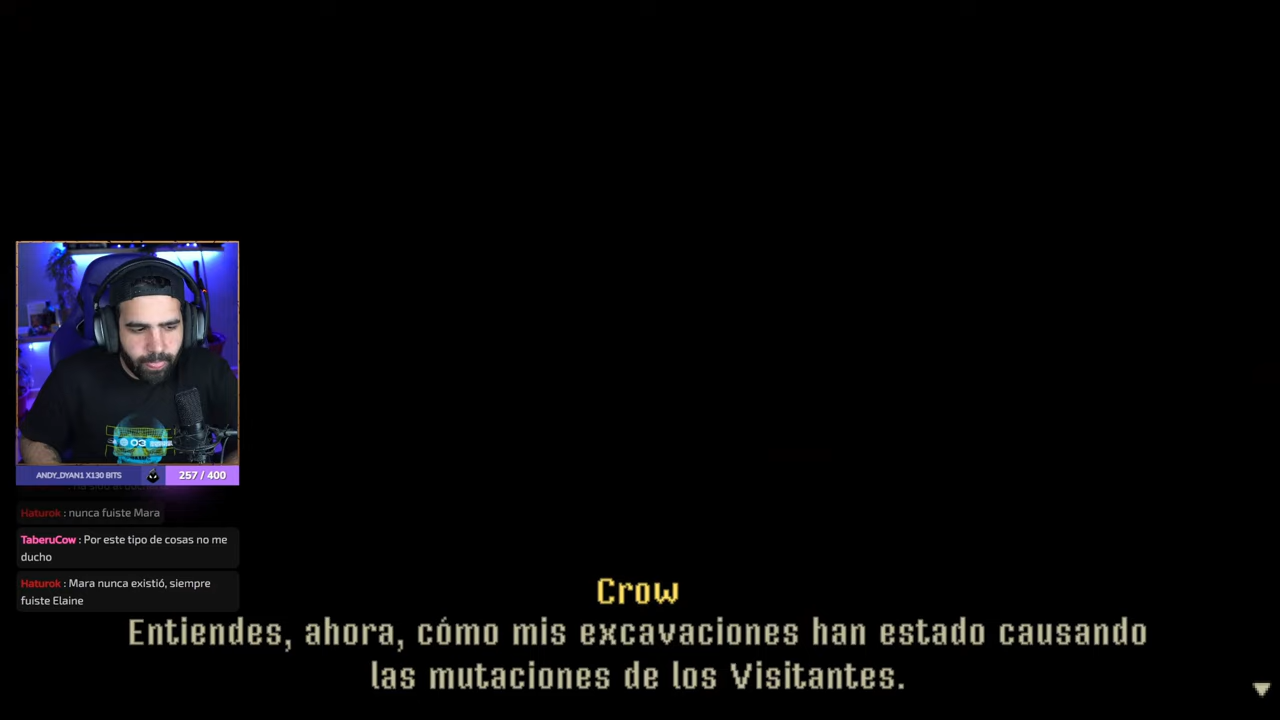 03
ANDY_DYAN1 X130 BITS
257 / 400
Haturok : nunca fuiste Mara
TaberuCow : Por este tipo de cosas no me
ducho
Haturok : Mara nunca existió, siempre
fuiste Elaine
Crow
Entiendes, ahora, cómo mis excavaciones han estado causando
las mutaciones de los Visitantes.